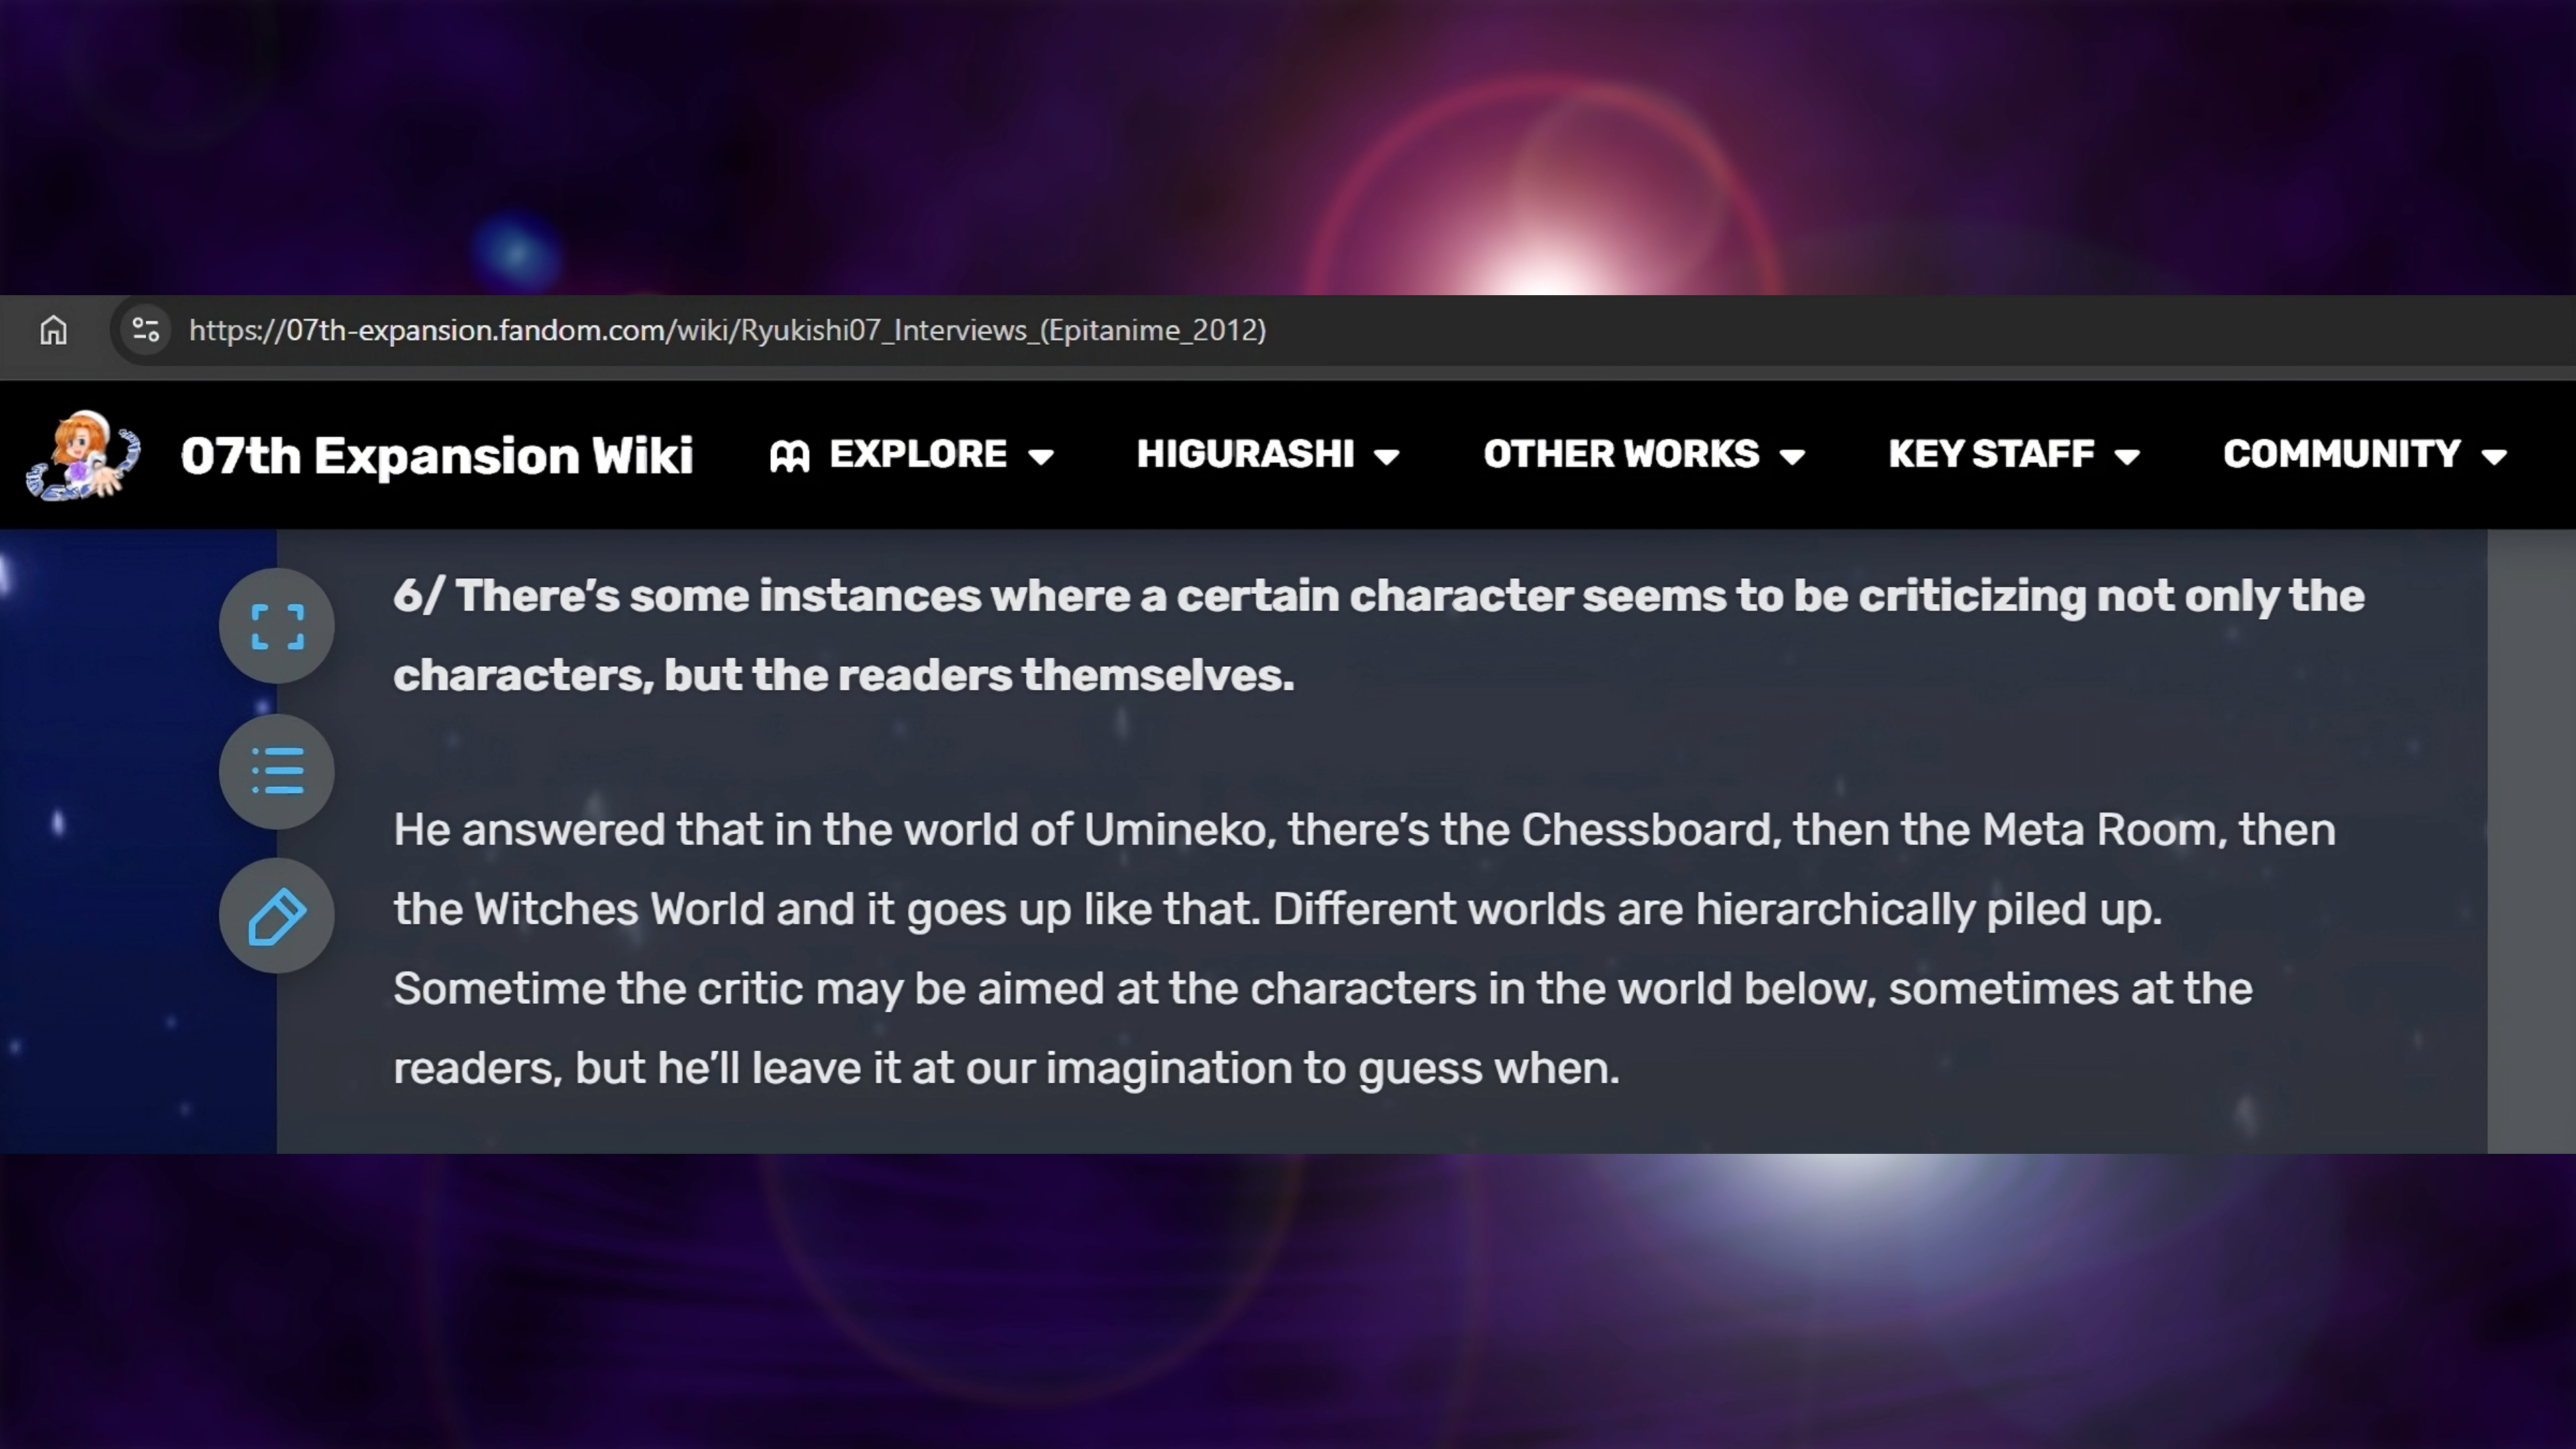 https://07th-expansion.fandom.com/wiki/Ryukishi07_Interviews_(Epitanime_2012)
07th Expansion Wiki EXPLORE HIGURASHI OTHER WORKS KEY STAFF COMMUNITY
6/ There’s some instances where a certain character seems to be criticizing not only the
characters, but the readers themselves.
He answered that in the world of Umineko, there’s the Chessboard, then the Meta Room, then
the Witches World and it goes up like that. Different worlds are hierarchically piled up.
Sometime the critic may be aimed at the characters in the world below, sometimes at the
readers, but he’ll leave it at our imagination to guess when.